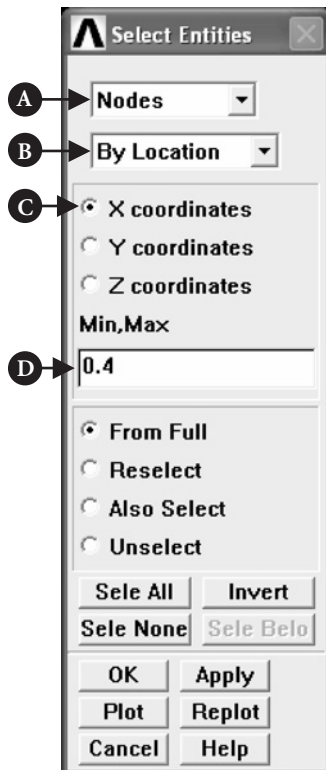 Select Entities
A Nodes
B By Location
C X coordinates
Y coordinates
Z coordinates
Min,Max
D 0.4
From Full
Reselect
Also Select
Unselect
Sele All Invert
Sele None Sele Belo
OK Apply
Plot Replot
Cancel Help